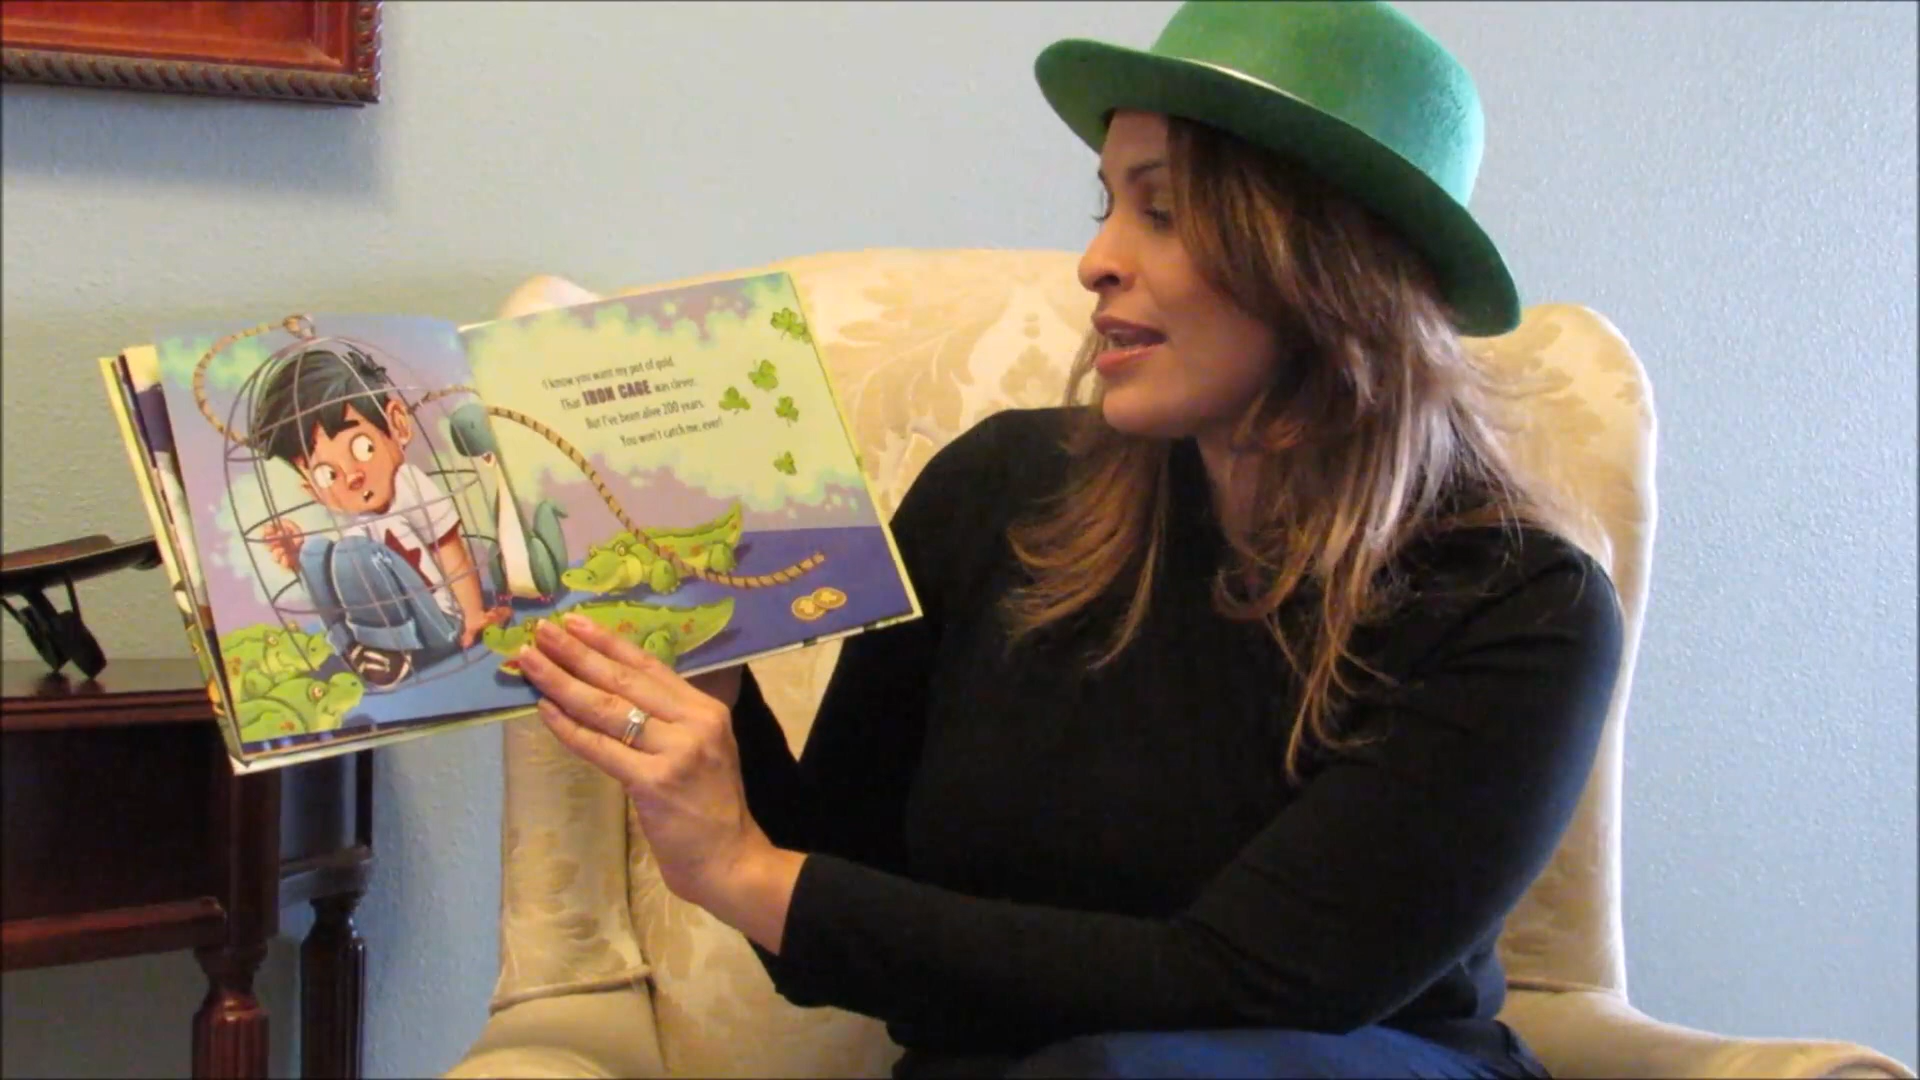 I know you want my pot of gold.
That IRON CAGE was clever.
But I've been alive 200 years.
You won't catch me, ever!